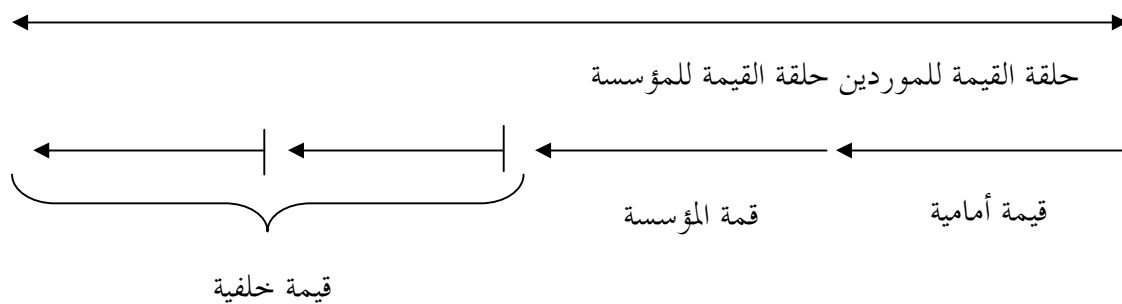 حلقة القيمة للموردين حلقة القيمة للمؤسسة
قيمة أمامية
قمة المؤسسة
قيمة خلفية